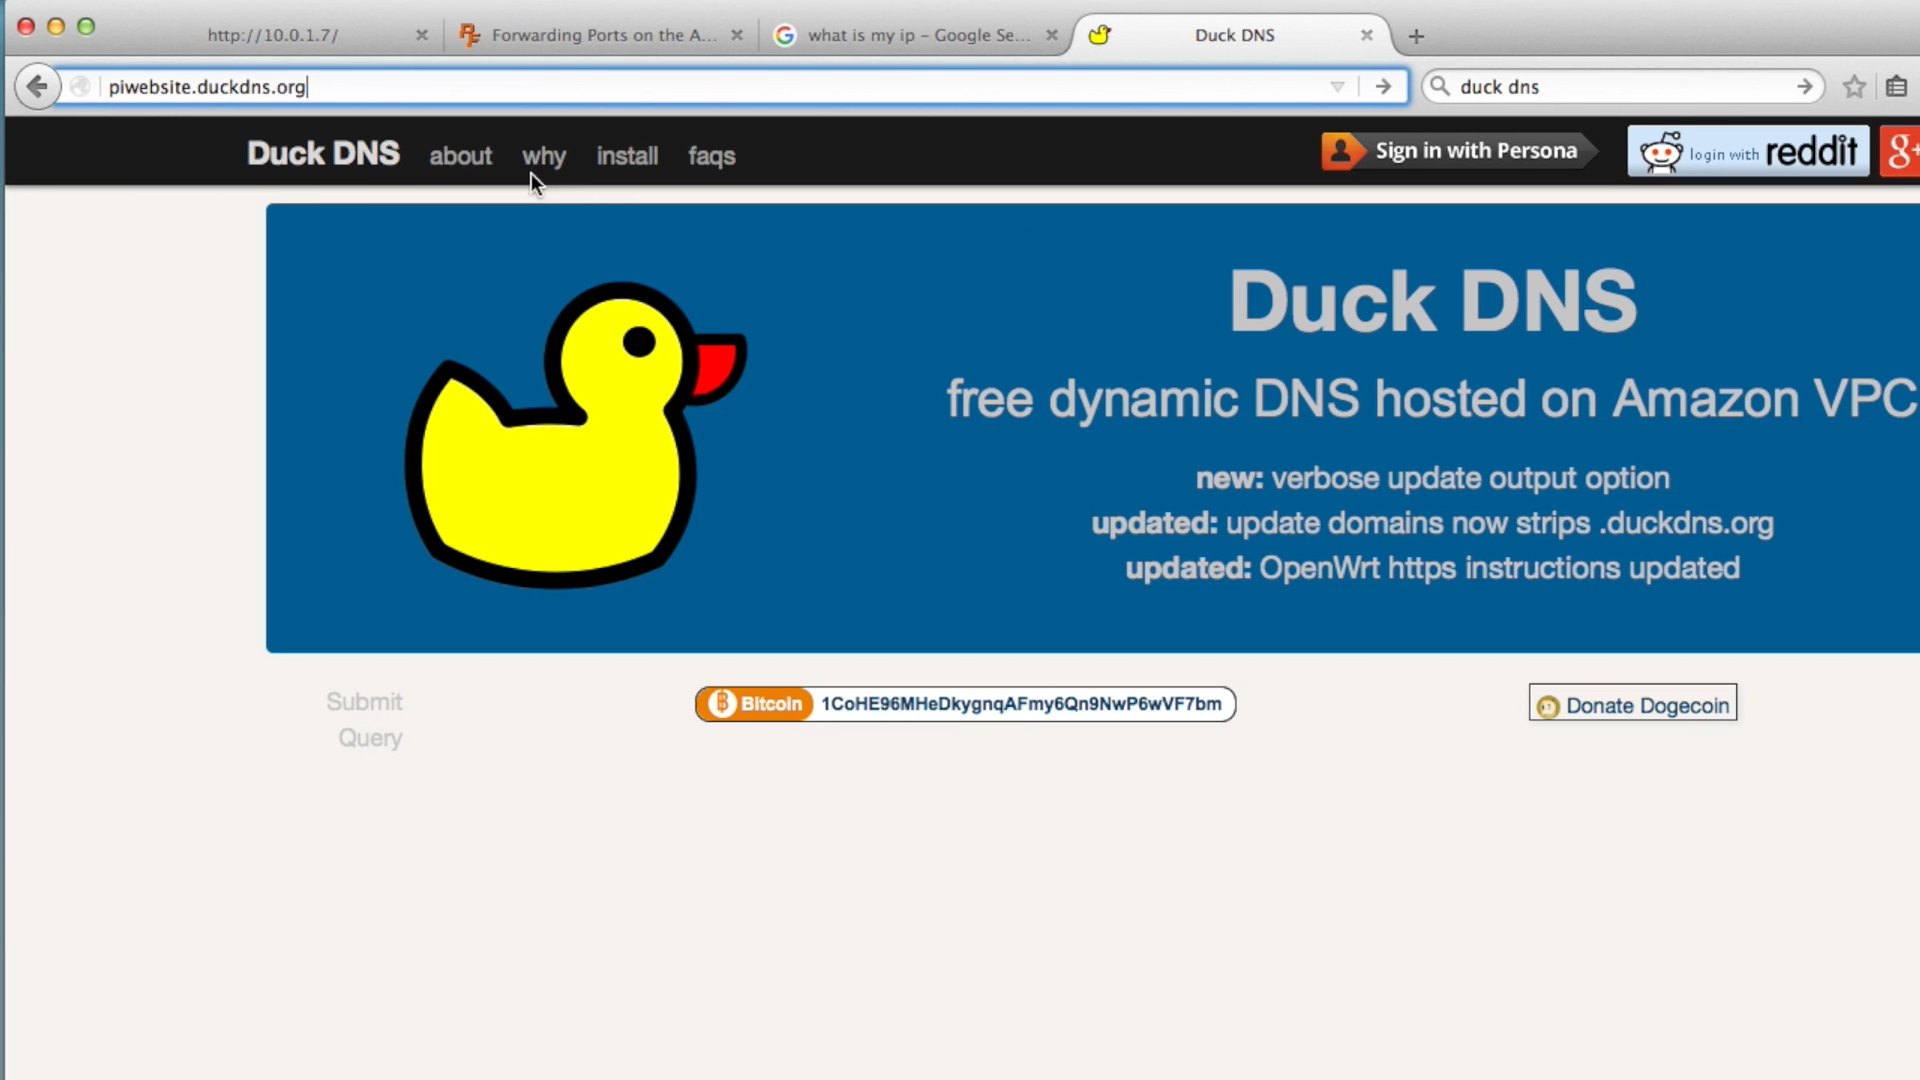 http://10.0.1.7/
Forwarding Ports on the A...
what is my ip - Google Se...
Duck DNS
piwebsite.duckdns.org
duck dns
Duck DNS about why install faqs
Sign in with Persona
login with reddit
g+
Duck DNS
free dynamic DNS hosted on Amazon VPC
new: verbose update output option
updated: update domains now strips .duckdns.org
updated: OpenWrt https instructions updated
Submit
Query
Bitcoin 1CoHE96MHeDkygnqAFmy6Qn9NwP6wVF7bm
Donate Dogecoin